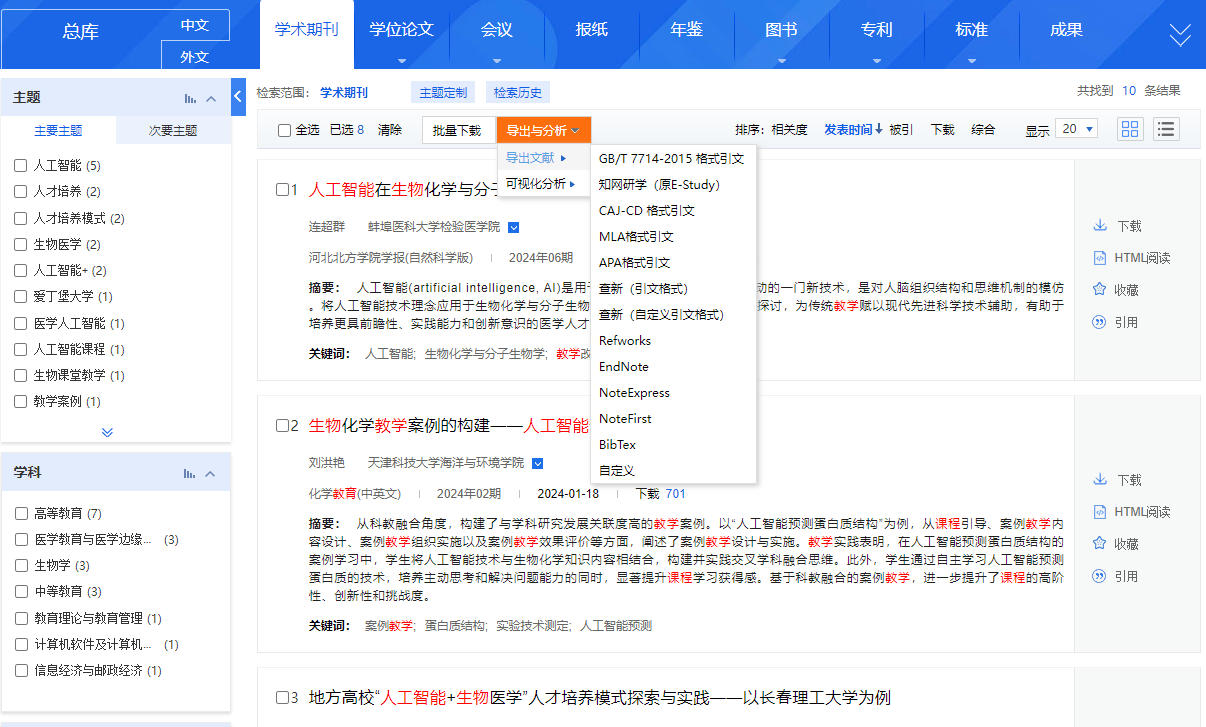 总库
中文
外文
学术期刊
学位论文
会议
报纸
年鉴
图书
专利
标准
成果
主题
主要主题
次要主题
人工智能 (5)
人才培养 (2)
人才培养模式 (2)
生物医学 (2)
人工智能+ (2)
爱丁堡大学 (1)
医学人工智能 (1)
人工智能课程 (1)
生物课堂教学 (1)
教学案例 (1)
学科
高等教育 (7)
医学教育与医学边缘... (3)
生物学 (3)
中等教育 (3)
教育理论与教育管理 (1)
计算机软件及计算机... (1)
信息经济与邮政经济 (1)
检索范围：学术期刊 主题定制 检索历史 共找到 10 条结果
全选 已选 8 清除 批量下载 导出与分析 排序：相关度 发表时间 被引 下载 综合 显示 20
导出文献
可视化分析
GB/T 7714-2015 格式引文
知网研学（原E-Study）
CAJ-CD 格式引文
MLA格式引文
APA格式引文
查新（引文格式）
查新（自定义引文格式）
Refworks
EndNote
NoteExpress
NoteFirst
BibTex
自定义
1 人工智能在生物化学与分子
连超群 蚌埠医科大学检验医学院
河北北方学院学报(自然科学版) 2024年06期
摘要： 人工智能(artificial intelligence, AI)是用于 动的一门新技术，是对人脑组织结构和思维机制的模仿
。将人工智能技术理念应用于生物化学与分子生物 探讨，为传统教学赋以现代先进科学技术辅助，有助于
培养更具前瞻性、实践能力和创新意识的医学人才
关键词： 人工智能; 生物化学与分子生物学; 教学改
下载
HTML阅读
收藏
引用
2 生物化学教学案例的构建——人工智能
刘洪艳 天津科技大学海洋与环境学院
化学教育(中英文) 2024年02期 2024-01-18 下载 701
摘要： 从科教融合角度，构建了与学科研究发展关联度高的教学案例。以“人工智能预测蛋白质结构”为例，从课程引导、案例教学内
容设计、案例教学组织实施以及案例教学效果评价等方面，阐述了案例教学设计与实施。教学实践表明，在人工智能预测蛋白质结构的
案例学习中，学生将人工智能技术与生物化学知识内容相结合，构建并实践交叉学科融合思维。此外，学生通过自主学习人工智能预测
蛋白质的技术，培养主动思考和解决问题能力的同时，显著提升课程学习获得感。基于科教融合的案例教学，进一步提升了课程的高阶
性、创新性和挑战度。
关键词： 案例教学; 蛋白质结构; 实验技术测定; 人工智能预测
下载
HTML阅读
收藏
引用
3 地方高校“人工智能+生物医学”人才培养模式探索与实践——以长春理工大学为例